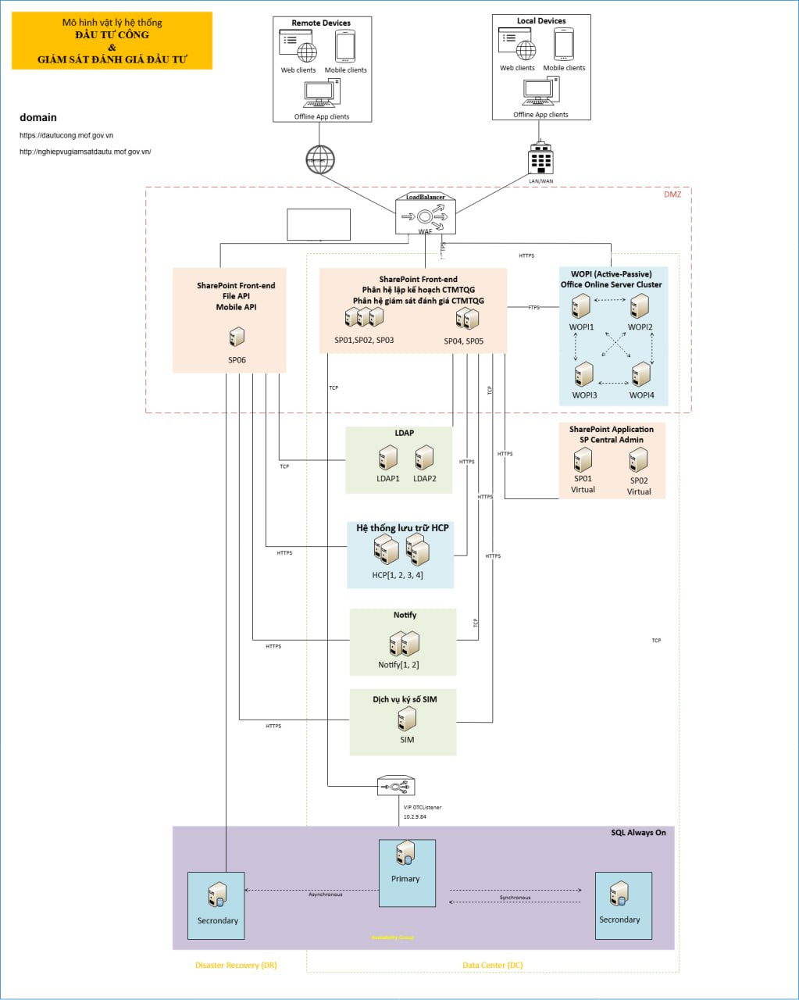 Mô hình vật lý hệ thống
ĐẦU TƯ CÔNG
&
GIÁM SÁT ĐÁNH GIÁ ĐẦU TƯ
domain
https://dautucong.mof.gov.vn
http://nghiepvugiamsatdautu.mof.gov.vn/
Remote Devices
Web clients
Mobile clients
Offline App clients
Local Devices
Web clients
Mobile clients
Offline App clients
Internet
LAN/WAN
DMZ
LoadBalancer
WAF
HTTPS
SharePoint Front-end
File API
Mobile API
SP06
SharePoint Front-end
Phân hệ lập kế hoạch CTMTQG
Phân hệ giám sát đánh giá CTMTQG
SP01,SP02, SP03
SP04, SP05
FTPS
WOPI (Active-Passive)
Office Online Server Cluster
WOPI1
WOPI2
WOPI3
WOPI4
TCP
TCP
LDAP
LDAP1
LDAP2
TCP
HTTPS
HTTPS
SharePoint Application
SP Central Admin
SP01
Virtual
SP02
Virtual
HTTPS
Hệ thống lưu trữ HCP
HCP[1, 2, 3, 4]
HTTPS
HTTPS
Notify
Notify[1, 2]
HTTPS
TCP
TCP
Dịch vụ ký số SIM
SIM
HTTPS
VIP DTCListener
10.2.9.84
SQL Always On
Primary
Secrondary
Asynchronous
Synchronous
Secrondary
Availability Group
Disaster Recovery (DR)
Data Center (DC)